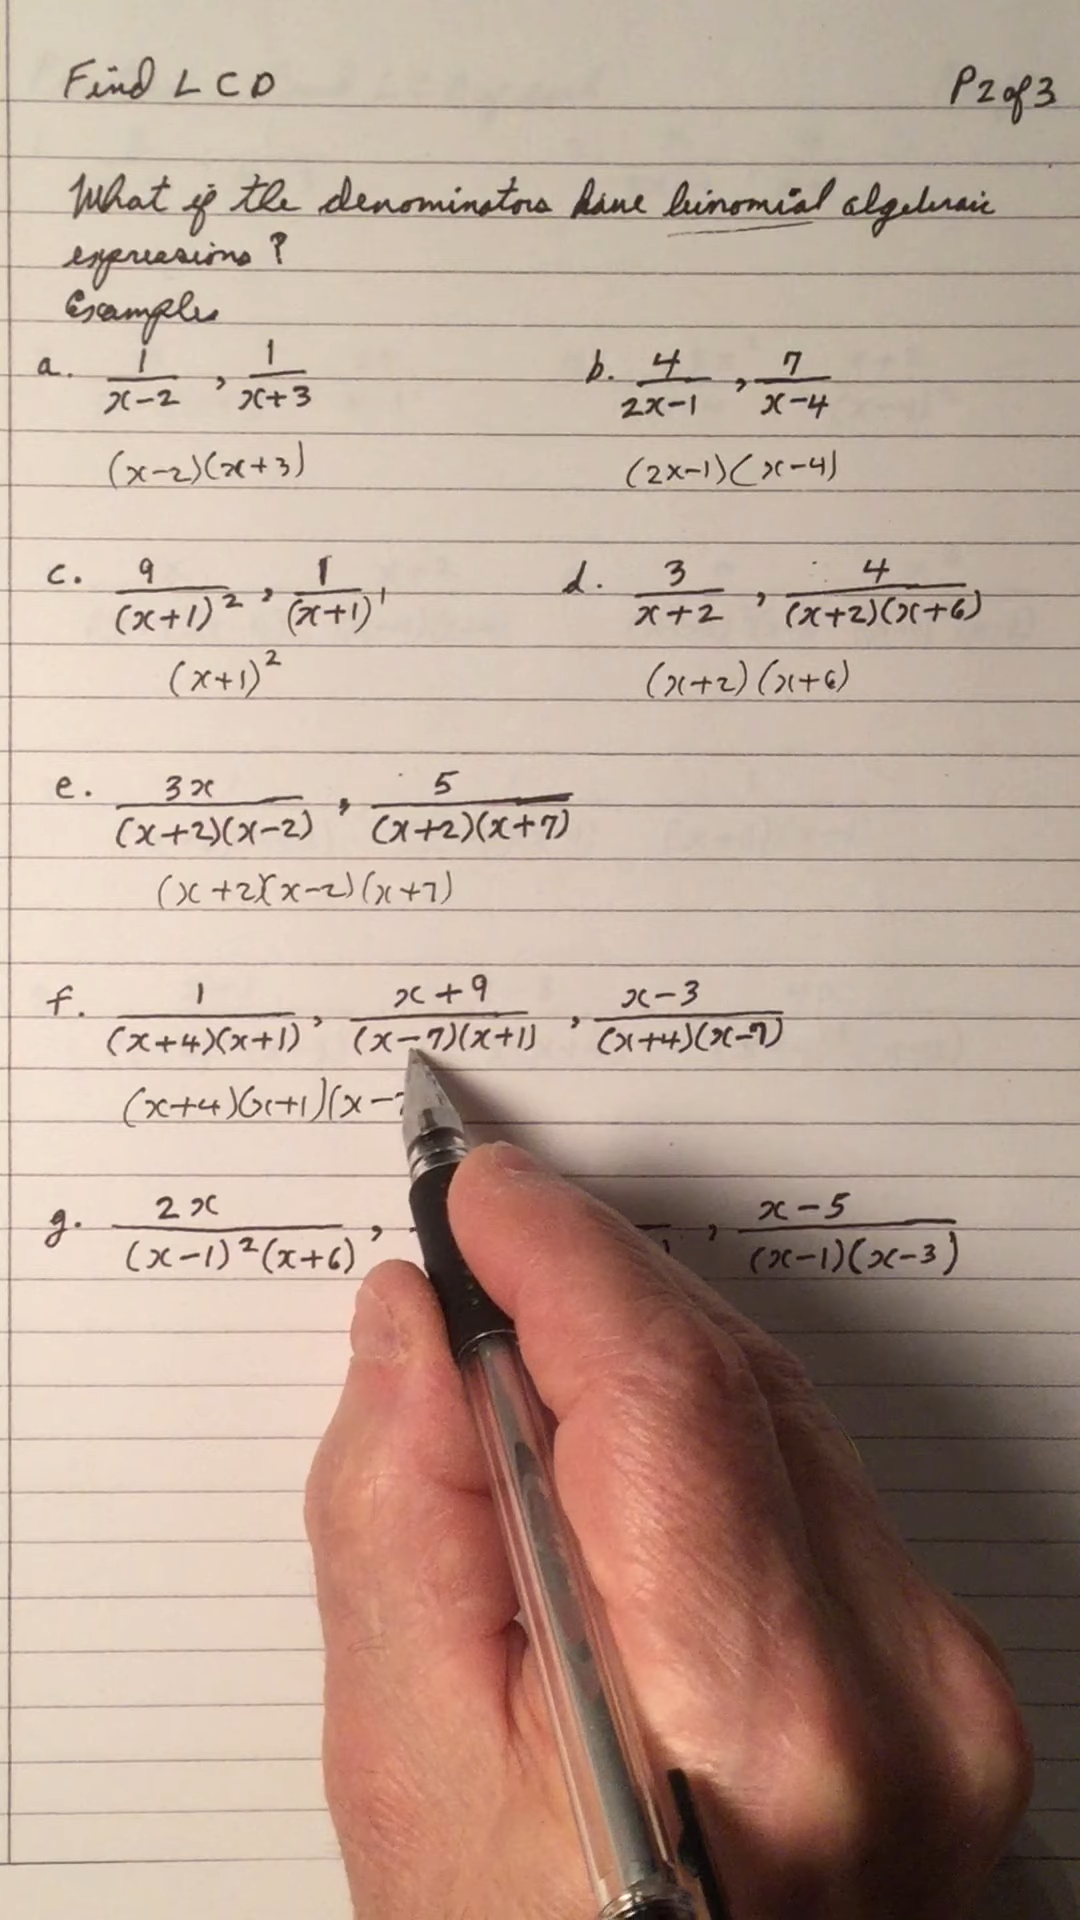 Find LCD P2 of 3
What if the denominators have binomial algebraic
expressions?
Examples
a. 1/(x-2) , 1/(x+3) b. 4/(2x-1) , 7/(x-4)
(x-2)(x+3) (2x-1)(x-4)
c. 9/(x+1)² , 1/(x+1)¹ d. 3/(x+2) , 4/((x+2)(x+6))
(x+1)² (x+2)(x+6)
e. 3x/((x+2)(x-2)) , 5/((x+2)(x+7))
(x+2)(x-2)(x+7)
f. 1/((x+4)(x+1)) , (x+9)/((x-7)(x+1)) , (x-3)/((x+4)(x-7))
(x+4)(x+1)(x-7
g. 2x/((x-1)²(x+6)) , , (x-5)/((x-1)(x-3))